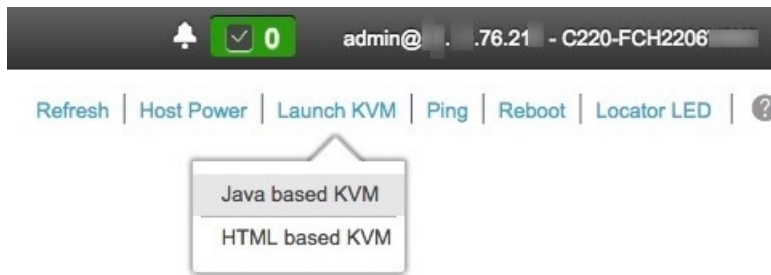 0 admin@ . .76.21 - C220-FCH2206
Refresh | Host Power | Launch KVM | Ping | Reboot | Locator LED | ?
Java based KVM
HTML based KVM